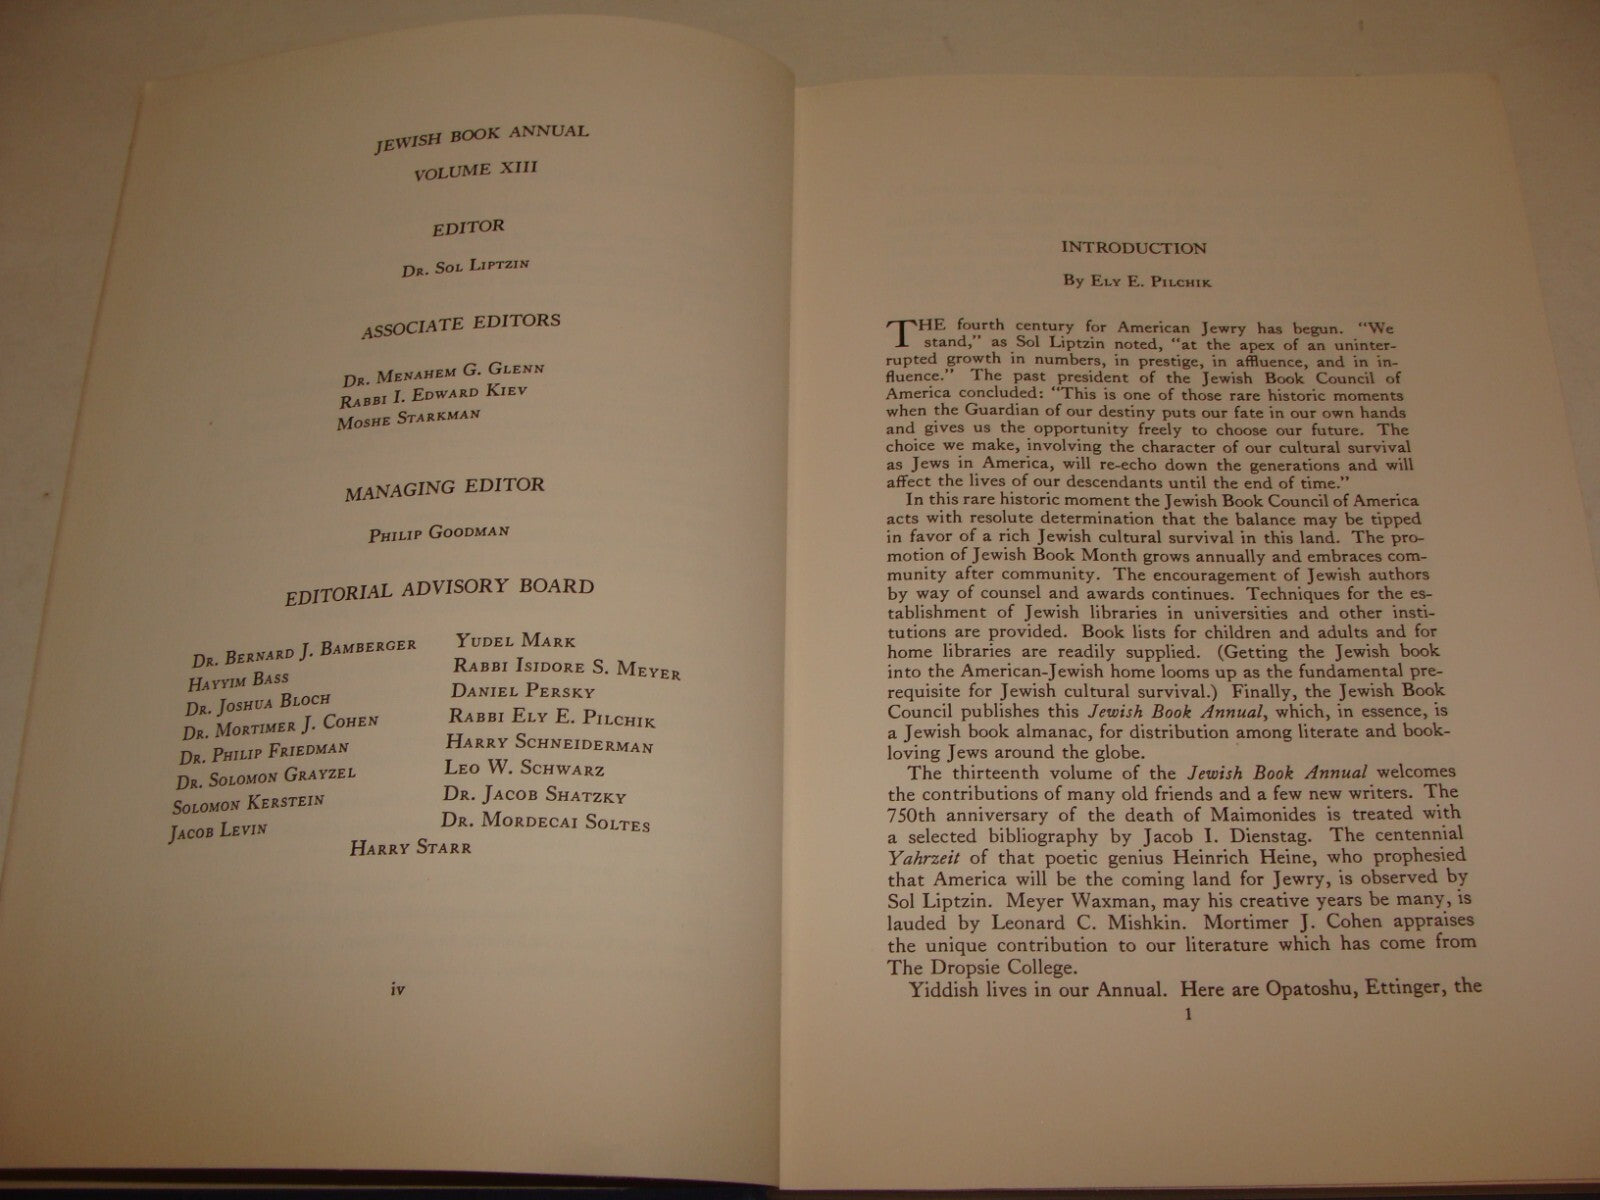 JEWISH BOOK ANNUAL
VOLUME XIII
EDITOR
DR. SOL LIPTZIN
ASSOCIATE EDITORS
DR. MENAHEM G. GLENN
RABBI I. EDWARD KIEV
MOSHE STARKMAN
MANAGING EDITOR
PHILIP GOODMAN
EDITORIAL ADVISORY BOARD
DR. BERNARD J. BAMBERGER
HAYYIM BASS
DR. JOSHUA BLOCH
DR. MORTIMER J. COHEN
DR. PHILIP FRIEDMAN
DR. SOLOMON GRAYZEL
SOLOMON KERSTEIN
JACOB LEVIN
YUDEL MARK
RABBI ISIDORE S. MEYER
DANIEL PERSKY
RABBI ELY E. PILCHIK
HARRY SCHNEIDERMAN
LEO W. SCHWARZ
DR. JACOB SHATZKY
DR. MORDECAI SOLTES
HARRY STARR
iv
INTRODUCTION
By ELY E. PILCHIK
THE fourth century for American Jewry has begun. "We
stand," as Sol Liptzin noted, "at the apex of an uninter-
rupted growth in numbers, in prestige, in affluence, and in in-
fluence." The past president of the Jewish Book Council of
America concluded: "This is one of those rare historic moments
when the Guardian of our destiny puts our fate in our own hands
and gives us the opportunity freely to choose our future. The
choice we make, involving the character of our cultural survival
as Jews in America, will re-echo down the generations and will
affect the lives of our descendants until the end of time."
In this rare historic moment the Jewish Book Council of America
acts with resolute determination that the balance may be tipped
in favor of a rich Jewish cultural survival in this land. The pro-
motion of Jewish Book Month grows annually and embraces com-
munity after community. The encouragement of Jewish authors
by way of counsel and awards continues. Techniques for the es-
tablishment of Jewish libraries in universities and other insti-
tutions are provided. Book lists for children and adults and for
home libraries are readily supplied. (Getting the Jewish book
into the American-Jewish home looms up as the fundamental pre-
requisite for Jewish cultural survival.) Finally, the Jewish Book
Council publishes this Jewish Book Annual, which, in essence, is
a Jewish book almanac, for distribution among literate and book-
loving Jews around the globe.
The thirteenth volume of the Jewish Book Annual welcomes
the contributions of many old friends and a few new writers. The
750th anniversary of the death of Maimonides is treated with
a selected bibliography by Jacob I. Dienstag. The centennial
Yahrzeit of that poetic genius Heinrich Heine, who prophesied
that America will be the coming land for Jewry, is observed by
Sol Liptzin. Meyer Waxman, may his creative years be many, is
lauded by Leonard C. Mishkin. Mortimer J. Cohen appraises
the unique contribution to our literature which has come from
The Dropsie College.
Yiddish lives in our Annual. Here are Opatoshu, Ettinger, the
1